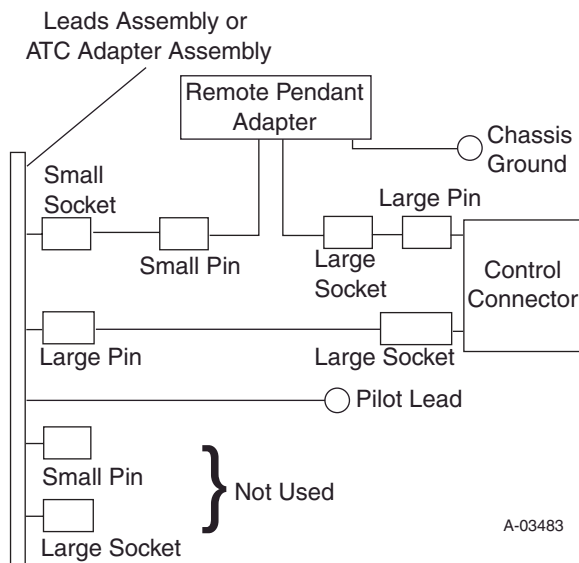 Leads Assembly or
ATC Adapter Assembly
Remote Pendant
Adapter
Chassis
Ground
Small
Socket
Large Pin
Small Pin
Large
Socket
Control
Connector
Large Pin
Large Socket
Pilot Lead
Small Pin
Not Used
Large Socket
A-03483